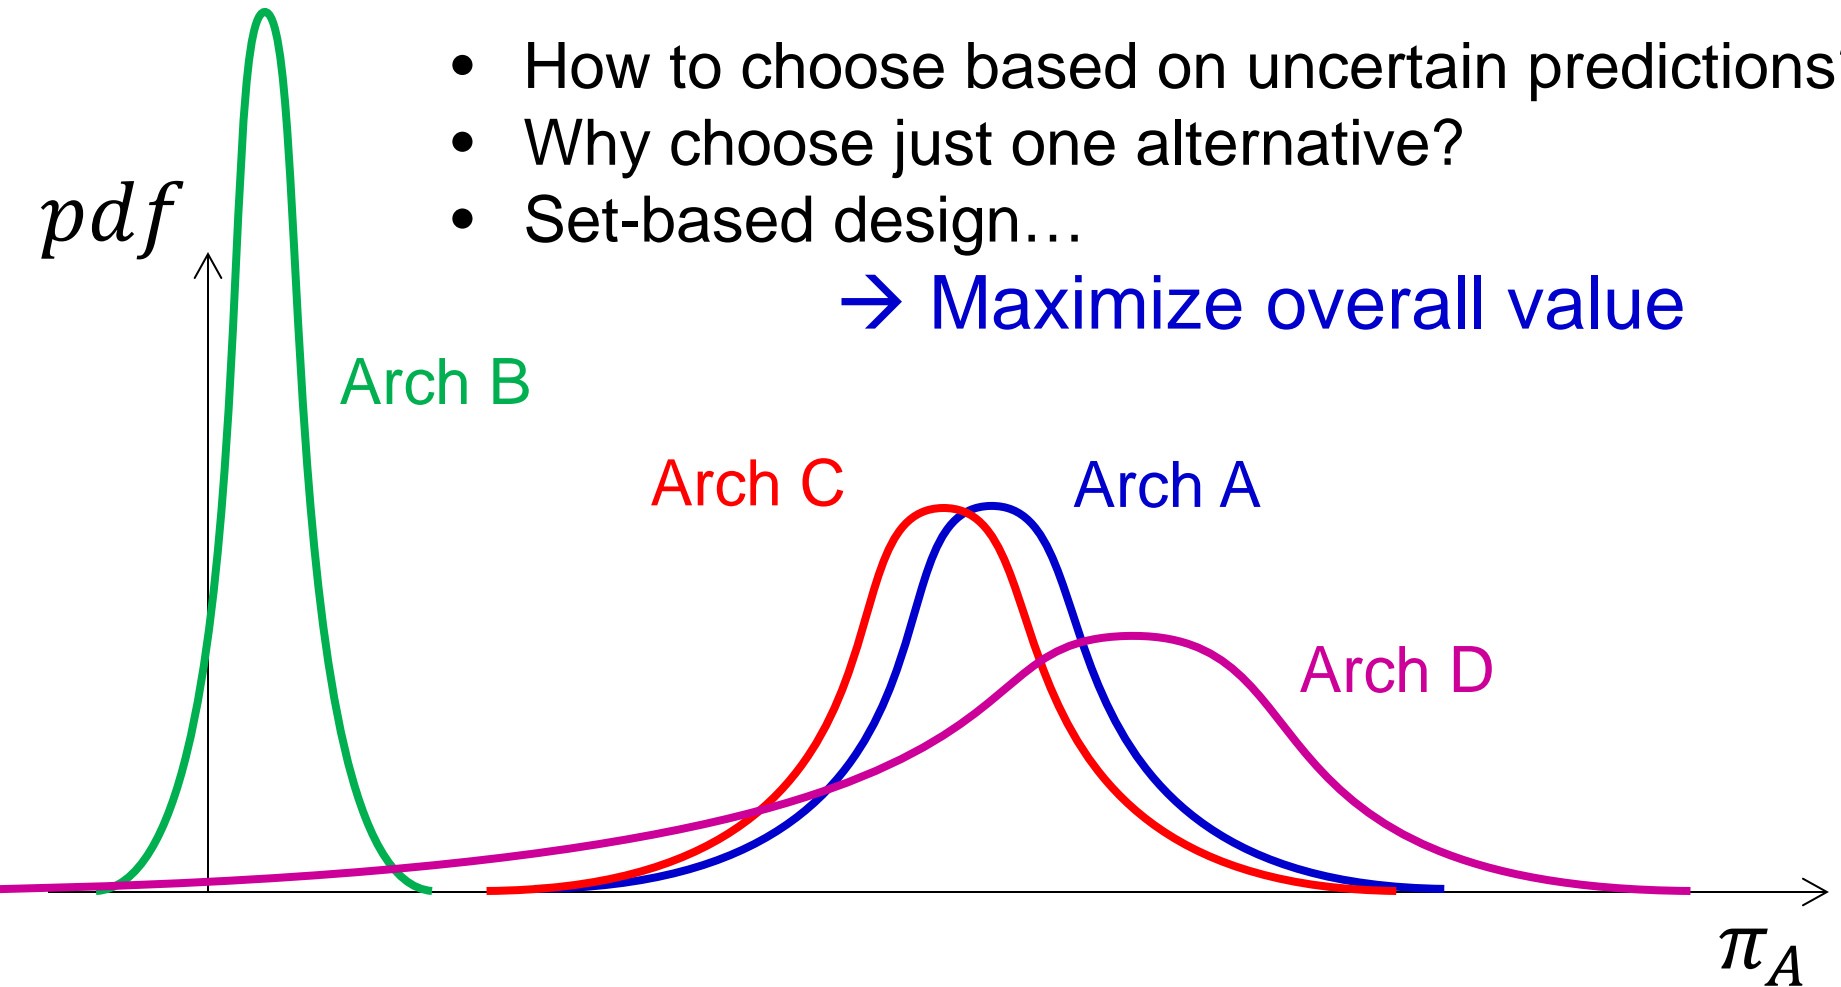 • How to choose based on uncertain predictions?
• Why choose just one alternative?
• Set-based design…
→ Maximize overall value
pdf
Arch B
Arch C
Arch A
Arch D
π_A